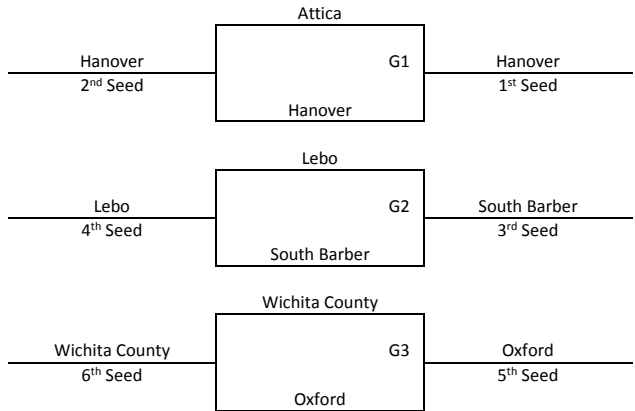 Attica
Hanover G1 Hanover
2nd Seed 1st Seed
Hanover
Lebo
Lebo G2 South Barber
4th Seed 3rd Seed
South Barber
Wichita County
Wichita County G3 Oxford
6th Seed 5th Seed
Oxford